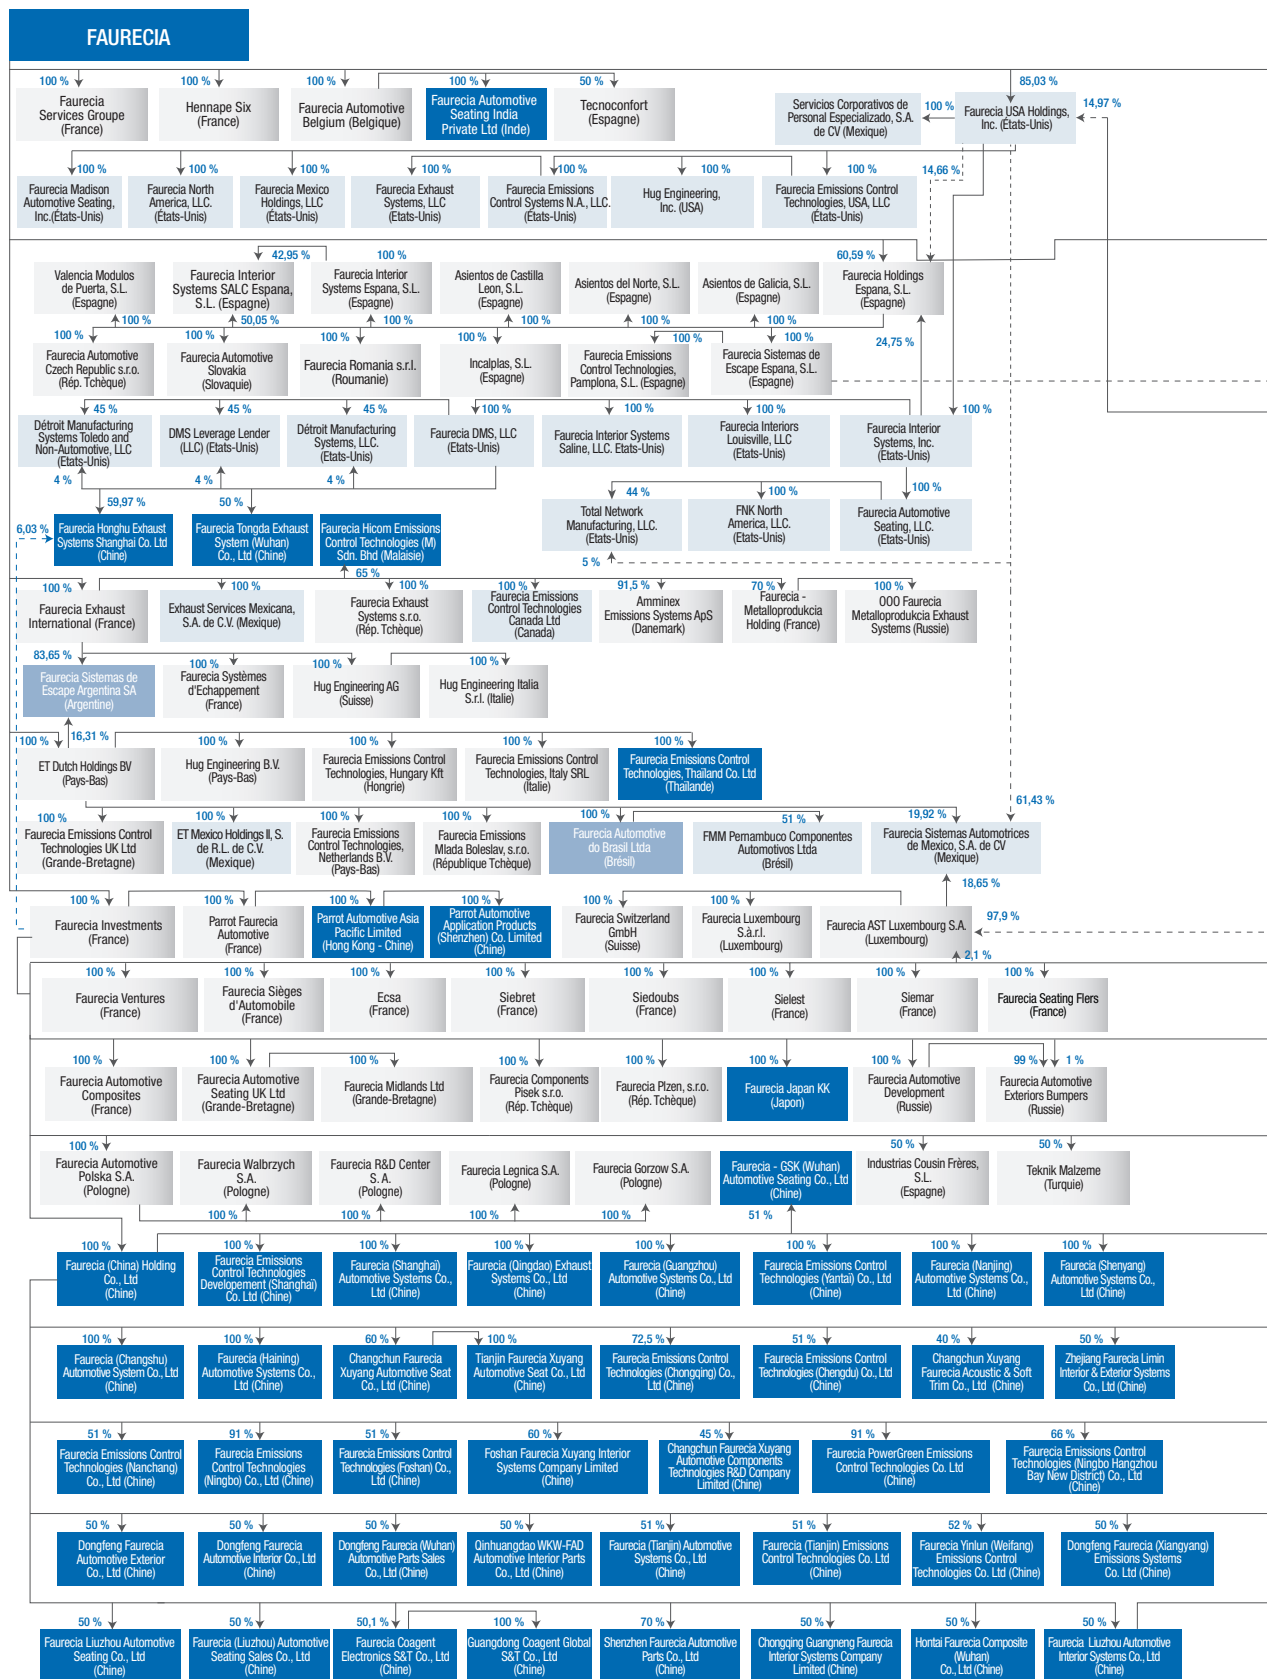 FAURECIA
100 %
100 %
100 %
100 %
50 %
85,03 %
Faurecia
Services Groupe
(France)
Hennape Six
(France)
Faurecia Automotive
Belgium (Belgique)
Faurecia Automotive
Seating India
Private Ltd (Inde)
Tecnoconfort
(Espagne)
Servicios Corporativos de
Personal Especializado, S.A.
de CV (Mexique)
100 %
Faurecia USA Holdings,
Inc. (États-Unis)
14,97 %
100 %
100 %
100 %
100 %
100 %
100 %
100 %
14,66 %
Faurecia Madison
Automotive Seating,
Inc.(États-Unis)
Faurecia North
America, LLC.
(États-Unis)
Faurecia Mexico
Holdings, LLC
(États-Unis)
Faurecia Exhaust
Systems, LLC
(Etats-Unis)
Faurecia Emissions
Control Systems N.A., LLC.
(États-Unis)
Hug Engineering,
Inc. (USA)
Faurecia Emissions Control
Technologies, USA, LLC
(États-Unis)
42,95 %
100 %
60,59 %
Valencia Modulos
de Puerta, S.L.
(Espagne)
Faurecia Interior
Systems SALC Espana,
S.L. (Espagne)
Faurecia Interior
Systems Espana, S.L.
(Espagne)
Asientos de Castilla
Leon, S.L.
(Espagne)
Asientos del Norte, S.L.
(Espagne)
Asientos de Galicia, S.L.
(Espagne)
Faurecia Holdings
Espana, S.L.
(Espagne)
100 %
50,05 %
100 %
100 %
100 %
100 %
100 %
100 %
100 %
100 %
100 %
100 %
24,75 %
Faurecia Automotive
Czech Republic s.r.o.
(Rép. Tchèque)
Faurecia Automotive
Slovakia
(Slovaquie)
Faurecia Romania s.r.l.
(Roumanie)
Incalplas, S.L.
(Espagne)
Faurecia Emissions
Control Technologies,
Pamplona, S.L. (Espagne)
Faurecia Sistemas de
Escape Espana, S.L.
(Espagne)
45 %
45 %
45 %
100 %
100 %
100 %
100 %
Détroit Manufacturing
Systems Toledo and
Non-Automotive, LLC
(Etats-Unis)
DMS Leverage Lender
(LLC) (Etats-Unis)
Détroit Manufacturing
Systems, LLC.
(Etats-Unis)
Faurecia DMS, LLC
(Etats-Unis)
Faurecia Interior Systems
Saline, LLC. Etats-Unis)
Faurecia Interiors
Louisville, LLC
(Etats-Unis)
Faurecia Interior
Systems, Inc.
(Etats-Unis)
4 %
4 %
4 %
59,97 %
50 %
44 %
100 %
100 %
6,03 %
Faurecia Honghu Exhaust
Systems Shanghai Co. Ltd
(Chine)
Faurecia Tongda Exhaust
System (Wuhan)
Co., Ltd (Chine)
Faurecia Hicom Emissions
Control Technologies (M)
Sdn. Bhd (Malaisie)
Total Network
Manufacturing, LLC.
(Etats-Unis)
FNK North
America, LLC.
(Etats-Unis)
Faurecia Automotive
Seating, LLC.
(Etats-Unis)
5 %
65 %
100 %
100 %
100 %
100 %
91,5 %
70 %
100 %
Faurecia Exhaust
International (France)
Exhaust Services Mexicana,
S.A. de C.V. (Mexique)
Faurecia Exhaust
Systems s.r.o.
(Rép. Tchèque)
Faurecia Emissions
Control Technologies
Canada Ltd
(Canada)
Amminex
Emissions Systems ApS
(Danemark)
Faurecia -
Metalloprodukcia
Holding (France)
OOO Faurecia
Metalloprodukcia Exhaust
Systems (Russie)
83,65 %
100 %
100 %
100 %
Faurecia Sistemas de
Escape Argentina SA
(Argentine)
Faurecia Systèmes
d'Echappement
(France)
Hug Engineering AG
(Suisse)
Hug Engineering Italia
S.r.l. (Italie)
16,31 %
100 %
100 %
100 %
100 %
100 %
ET Dutch Holdings BV
(Pays-Bas)
Hug Engineering B.V.
(Pays-Bas)
Faurecia Emissions Control
Technologies, Hungary Kft
(Hongrie)
Faurecia Emissions Control
Technologies, Italy SRL
(Italie)
Faurecia Emissions Control
Technologies, Thaïland Co. Ltd
(Thaïlande)
61,43 %
100 %
100 %
100 %
100 %
100 %
51 %
19,92 %
Faurecia Emissions Control
Technologies UK Ltd
(Grande-Bretagne)
ET Mexico Holdings II, S.
de R.L. de C.V.
(Mexique)
Faurecia Emissions
Control Technologies,
Netherlands B.V.
(Pays-Bas)
Faurecia Emissions
Mlada Boleslav, s.r.o.
(République Tchèque)
Faurecia Automotive
do Brasil Ltda
(Brésil)
FMM Pernambuco Componentes
Automotivos Ltda
(Brésil)
Faurecia Sistemas Automotrices
de Mexico, S.A. de CV
(Mexique)
18,65 %
100 %
100 %
100 %
100 %
100 %
100 %
97,9 %
Faurecia Investments
(France)
Parrot Faurecia
Automotive
(France)
Parrot Automotive Asia
Pacific Limited
(Hong Kong - Chine)
Parrot Automotive
Application Products
(Shenzhen) Co. Limited
(Chine)
Faurecia Switzerland
GmbH
(Suisse)
Faurecia Luxembourg
S.à.r.l.
(Luxembourg)
Faurecia AST Luxembourg S.A.
(Luxembourg)
2,1 %
100 %
100 %
100 %
100 %
100 %
100 %
100 %
100 %
Faurecia Ventures
(France)
Faurecia Sièges
d'Automobile
(France)
Ecsa
(France)
Siebret
(France)
Siedoubs
(France)
Sielest
(France)
Siemar
(France)
Faurecia Seating Flers
(France)
100 %
100 %
100 %
100 %
100 %
100 %
100 %
99 %
1 %
Faurecia Automotive
Composites
(France)
Faurecia Automotive
Seating UK Ltd
(Grande-Bretagne)
Faurecia Midlands Ltd
(Grande-Bretagne)
Faurecia Components
Pisek s.r.o.
(Rép. Tchèque)
Faurecia Plzen, s.r.o.
(Rép. Tchèque)
Faurecia Japan KK
(Japon)
Faurecia Automotive
Development
(Russie)
Faurecia Automotive
Exteriors Bumpers
(Russie)
100 %
50 %
50 %
Faurecia Automotive
Polska S.A.
(Pologne)
Faurecia Walbrzych
S.A.
(Pologne)
Faurecia R&D Center
S. A.
(Pologne)
Faurecia Legnica S.A.
(Pologne)
Faurecia Gorzow S.A.
(Pologne)
Faurecia - GSK (Wuhan)
Automotive Seating Co., Ltd
(Chine)
Industrias Cousin Frères,
S.L.
(Espagne)
Teknik Malzeme
(Turquie)
100 %
100 %
100 %
100 %
51 %
100 %
100 %
100 %
100 %
100 %
100 %
100 %
100 %
Faurecia (China) Holding
Co., Ltd
(Chine)
Faurecia Emissions
Control Technologies
Developement (Shanghai)
Co. Ltd (Chine)
Faurecia (Shanghai)
Automotive Systems Co.,
Ltd (Chine)
Faurecia (Qingdao) Exhaust
Systems Co., Ltd
(Chine)
Faurecia (Guangzhou)
Automotive Systems Co., Ltd
(Chine)
Faurecia Emissions Control
Technologies (Yantai) Co., Ltd
(Chine)
Faurecia (Nanjing)
Automotive Systems Co.,
Ltd (Chine)
Faurecia (Shenyang)
Automotive Systems Co.,
Ltd (Chine)
100 %
100 %
60 %
100 %
72,5 %
51 %
40 %
50 %
Faurecia (Changshu)
Automotive System Co., Ltd
(Chine)
Faurecia (Haining)
Automotive Systems Co.,
Ltd (Chine)
Changchun Faurecia
Xuyang Automotive Seat
Co., Ltd (Chine)
Tianjin Faurecia Xuyang
Automotive Seat Co., Ltd
(Chine)
Faurecia Emissions Control
Technologies (Chongqing) Co.,
Ltd (Chine)
Faurecia Emissions Control
Technologies (Chengdu) Co., Ltd
(Chine)
Changchun Xuyang
Faurecia Acoustic & Soft
Trim Co., Ltd (Chine)
Zhejiang Faurecia Limin
Interior & Exterior Systems
Co., Ltd (Chine)
51 %
91 %
51 %
60 %
45 %
91 %
66 %
Faurecia Emissions Control
Technologies (Nanchang)
Co., Ltd (Chine)
Faurecia Emissions
Control Technologies
(Ningbo) Co., Ltd (Chine)
Faurecia Emissions Control
Technologies (Foshan) Co.,
Ltd (Chine)
Foshan Faurecia Xuyang Interior
Systems Company Limited
(Chine)
Changchun Faurecia Xuyang
Automotive Components
Technologies R&D Company
Limited (Chine)
Faurecia PowerGreen Emissions
Control Technologies Co. Ltd
(Chine)
Faurecia Emissions Control
Technologies (Ningbo Hangzhou
Bay New District) Co., Ltd
(Chine)
50 %
50 %
50 %
50 %
51 %
51 %
52 %
50 %
Dongfeng Faurecia
Automotive Exterior
Co., Ltd (Chine)
Dongfeng Faurecia
Automotive Interior Co., Ltd
(Chine)
Dongfeng Faurecia (Wuhan)
Automotive Parts Sales
Co., Ltd (Chine)
Qinhuangdao WKW-FAD
Automotive Interior Parts
Co., Ltd (Chine)
Faurecia (Tianjin) Automotive
Systems Co., Ltd
(Chine)
Faurecia (Tianjin) Emissions
Control Technologies Co. Ltd
(Chine)
Faurecia Yinlun (Weifang)
Emissions Control
Technologies Co. Ltd (Chine)
Dongfeng Faurecia (Xiangyang)
Emissions Systems
Co. Ltd (Chine)
50 %
50 %
50,1 %
100 %
70 %
50 %
50 %
50 %
Faurecia Liuzhou Automotive
Seating Co., Ltd
(Chine)
Faurecia (Liuzhou) Automotive
Seating Sales Co., Ltd
(Chine)
Faurecia Coagent
Electronics S&T Co., Ltd
(Chine)
Guangdong Coagent Global
S&T Co., Ltd
(Chine)
Shenzhen Faurecia Automotive
Parts Co., Ltd
(Chine)
Chongqing Guangneng Faurecia
Interior Systems Company
Limited (Chine)
Hontai Faurecia Composite
(Wuhan)
Co., Ltd (Chine)
Faurecia Liuzhou Automotive
Interior Systems Co., Ltd
(Chine)